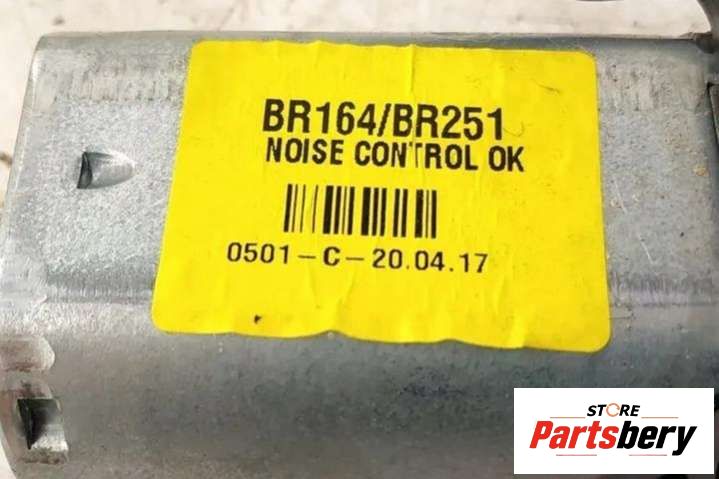 BR164/BR251
NOISE CONTROL OK
0501-C-20.04.17
STORE
Partsbery